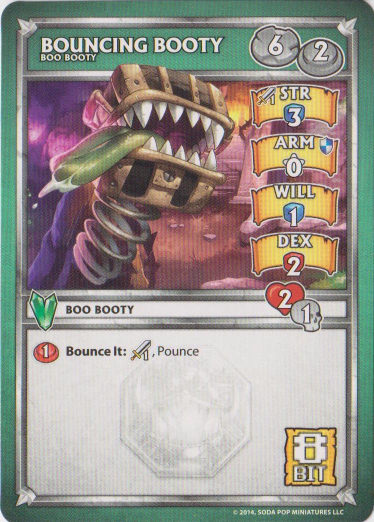 BOUNCING BOOTY
BOO BOOTY
6 2
STR
3
ARM
0
WILL
1
DEX
2
2
1
BOO BOOTY
1 Bounce It: , Pounce
8
BIT
© 2014, SODA POP MINIATURES LLC